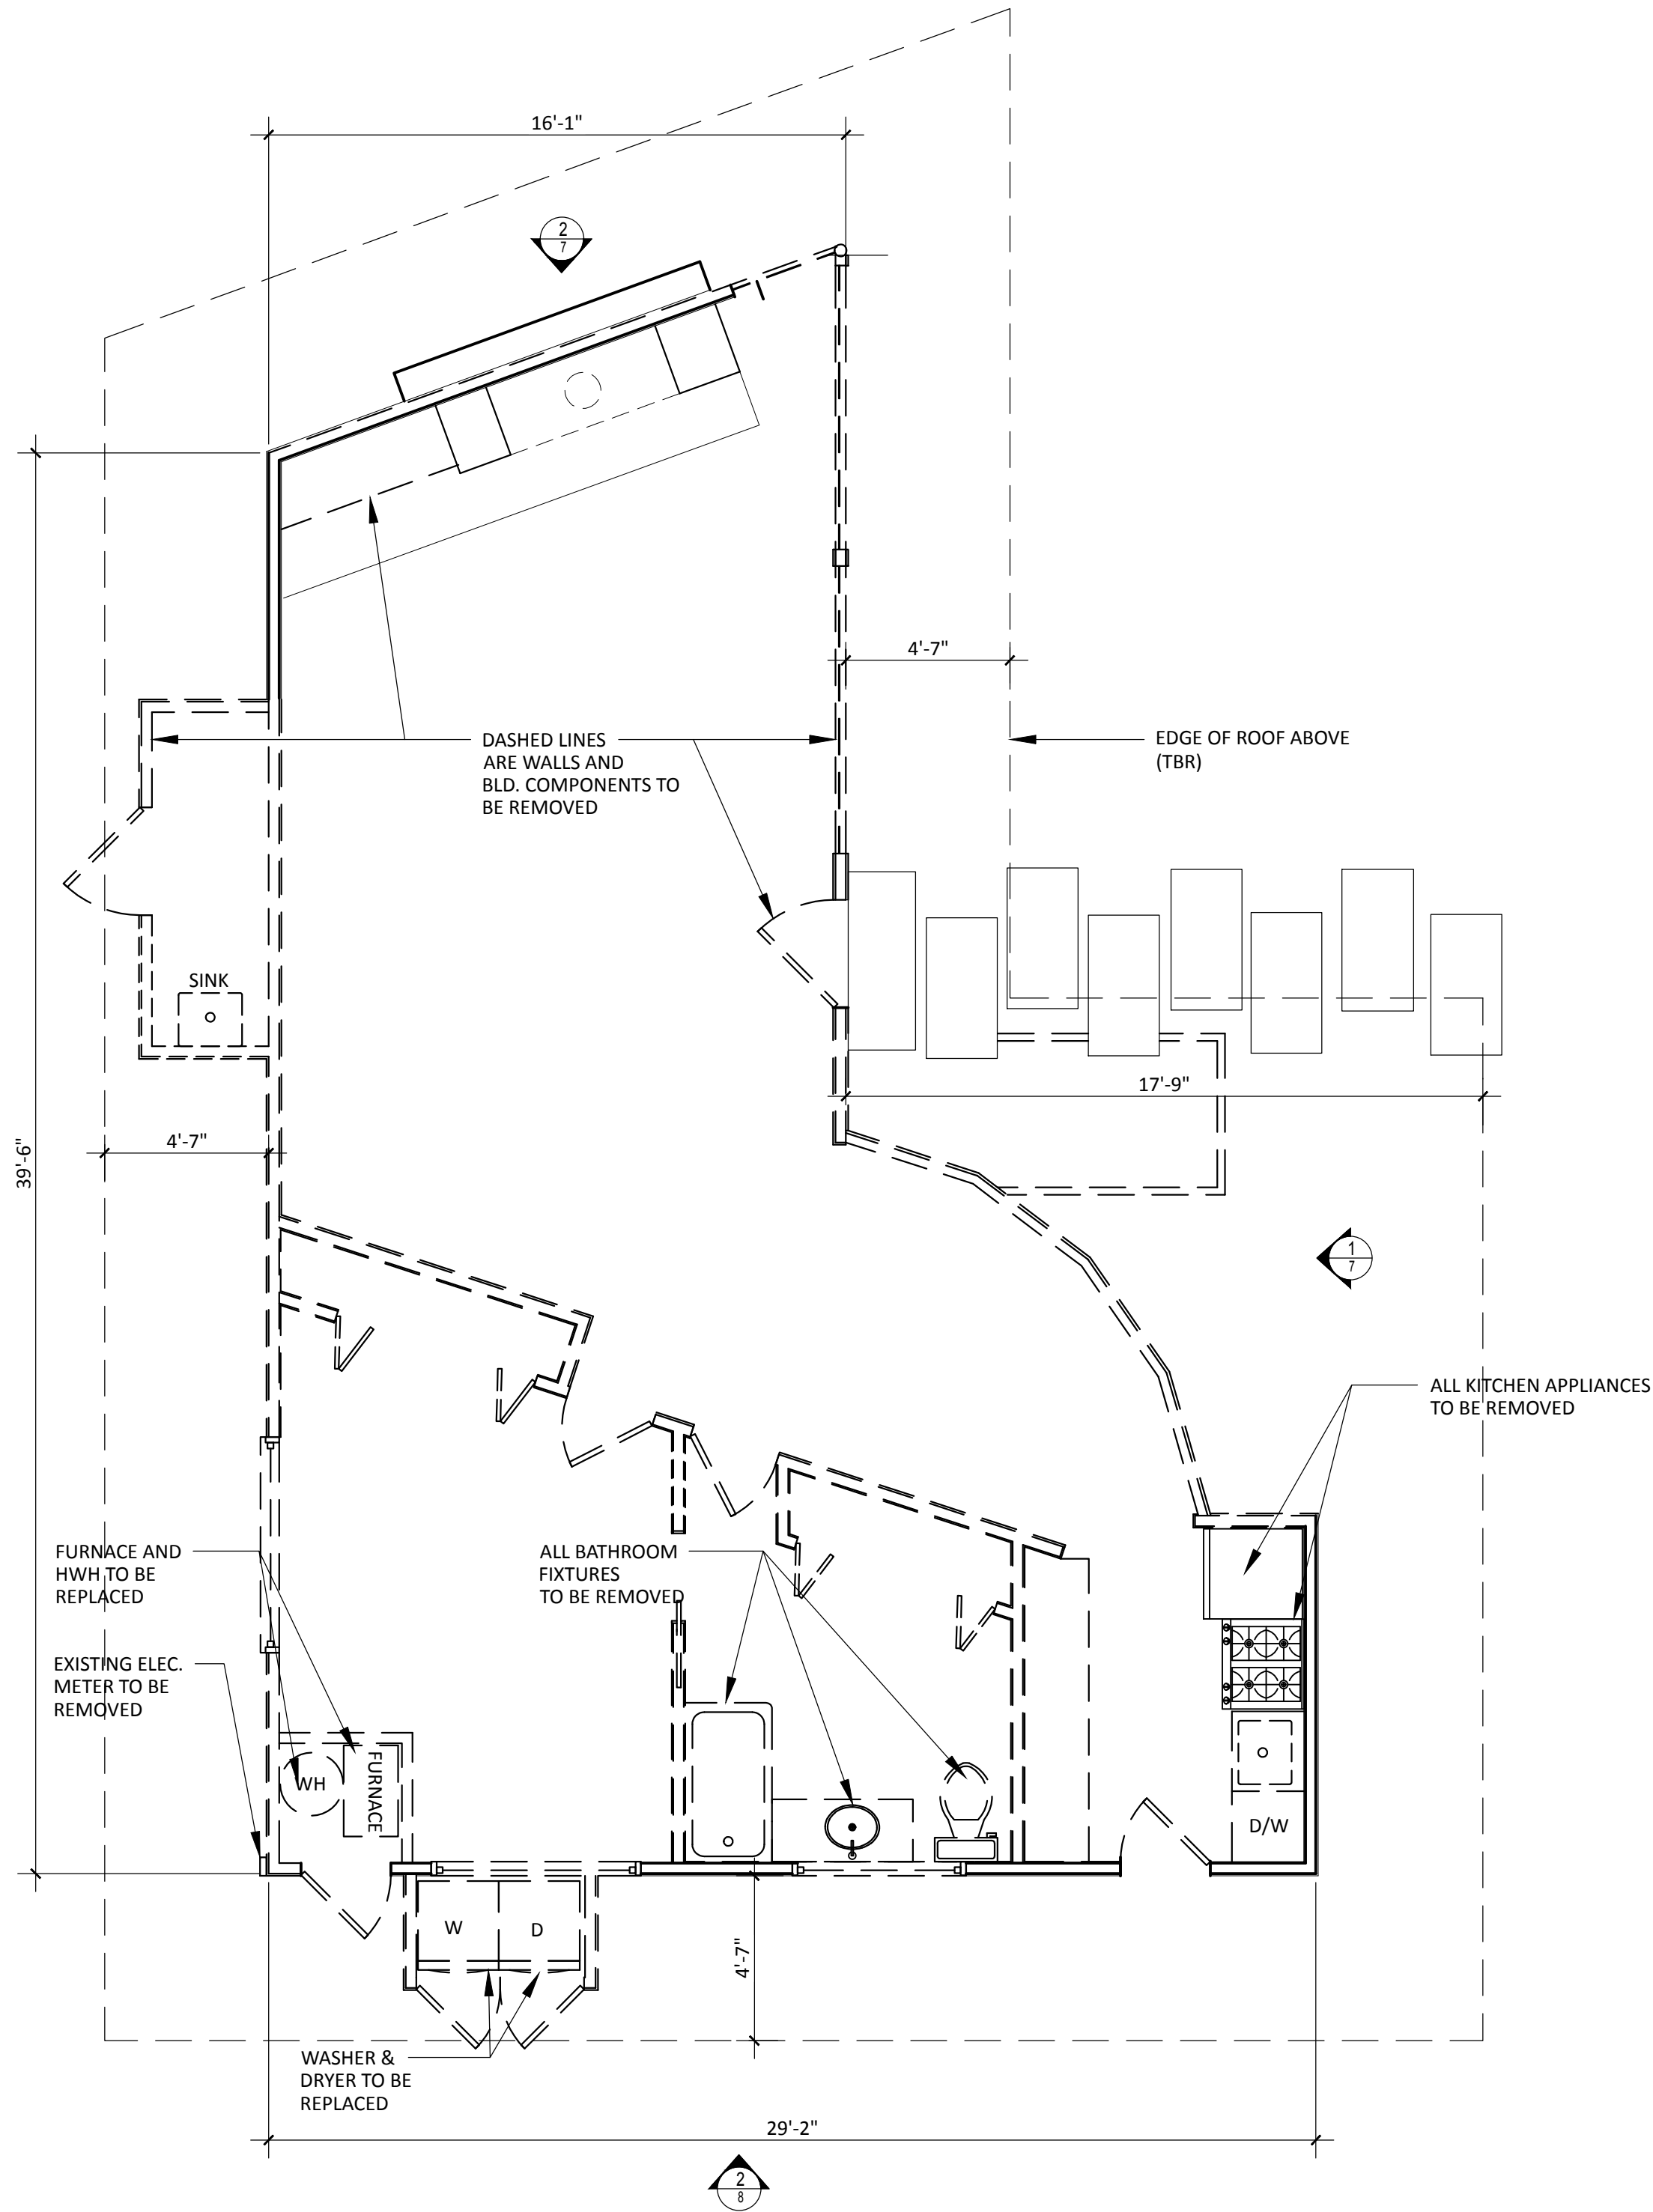 16'-1"
2
7
4'-7"
DASHED LINES
ARE WALLS AND
BLD. COMPONENTS TO
BE REMOVED
EDGE OF ROOF ABOVE
(TBR)
SINK
17'-9"
4'-7"
39'-6"
1
7
ALL KITCHEN APPLIANCES
TO BE REMOVED
FURNACE AND
HWH TO BE
REPLACED
ALL BATHROOM
FIXTURES
TO BE REMOVED
EXISTING ELEC.
METER TO BE
REMOVED
WH
FURNACE
D/W
W
D
4'-7"
WASHER &
DRYER TO BE
REPLACED
29'-2"
2
8